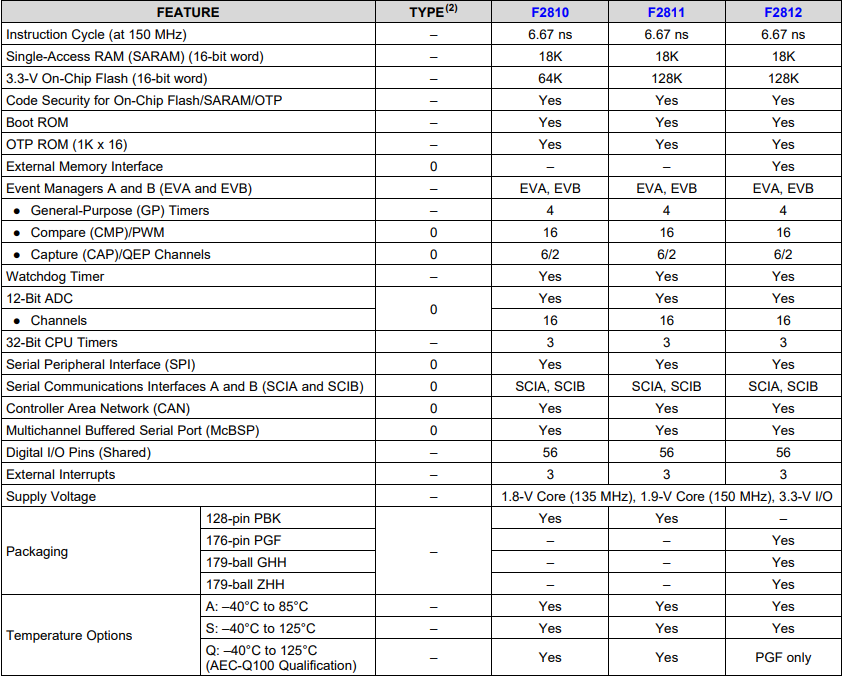 FEATURE TYPE(2) F2810 F2811 F2812
Instruction Cycle (at 150 MHz) – 6.67 ns 6.67 ns 6.67 ns
Single-Access RAM (SARAM) (16-bit word) – 18K 18K 18K
3.3-V On-Chip Flash (16-bit word) – 64K 128K 128K
Code Security for On-Chip Flash/SARAM/OTP – Yes Yes Yes
Boot ROM – Yes Yes Yes
OTP ROM (1K x 16) – Yes Yes Yes
External Memory Interface 0 – – Yes
Event Managers A and B (EVA and EVB) – EVA, EVB EVA, EVB EVA, EVB
● General-Purpose (GP) Timers – 4 4 4
● Compare (CMP)/PWM 0 16 16 16
● Capture (CAP)/QEP Channels 0 6/2 6/2 6/2
Watchdog Timer – Yes Yes Yes
12-Bit ADC 0 Yes Yes Yes
● Channels 16 16 16
32-Bit CPU Timers – 3 3 3
Serial Peripheral Interface (SPI) 0 Yes Yes Yes
Serial Communications Interfaces A and B (SCIA and SCIB) 0 SCIA, SCIB SCIA, SCIB SCIA, SCIB
Controller Area Network (CAN) 0 Yes Yes Yes
Multichannel Buffered Serial Port (McBSP) 0 Yes Yes Yes
Digital I/O Pins (Shared) – 56 56 56
External Interrupts – 3 3 3
Supply Voltage – 1.8-V Core (135 MHz), 1.9-V Core (150 MHz), 3.3-V I/O
Packaging – 128-pin PBK Yes Yes –
176-pin PGF – – Yes
179-ball GHH – – Yes
179-ball ZHH – – Yes
Temperature Options A: –40°C to 85°C – Yes Yes Yes
S: –40°C to 125°C – Yes Yes Yes
Q: –40°C to 125°C
(AEC-Q100 Qualification) – Yes Yes PGF only